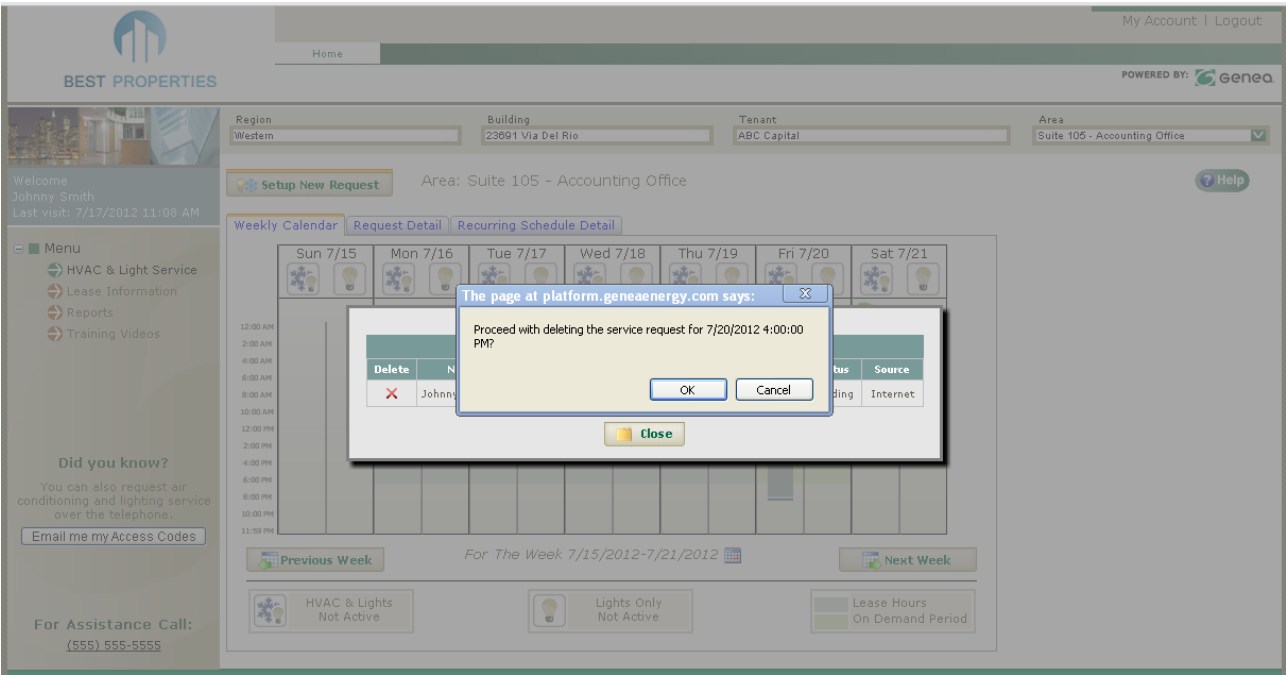 My Account | Logout
BEST PROPERTIES
Home
POWERED BY: Genea
Region
Western
Building
23691 Via Del Rio
Tenant
ABC Capital
Area
Suite 105 - Accounting Office
Welcome
Johnny Smith
Last visit: 7/17/2012 11:08 AM
Setup New Request
Area: Suite 105 - Accounting Office
Help
Weekly Calendar
Request Detail
Recurring Schedule Detail
Menu
HVAC & Light Service
Lease Information
Reports
Training Videos
Sun 7/15
Mon 7/16
Tue 7/17
Wed 7/18
Thu 7/19
Fri 7/20
Sat 7/21
The page at platform.geneaenergy.com says:
Proceed with deleting the service request for 7/20/2012 4:00:00
PM?
OK
Cancel
Delete
Source
Johnny
Internet
Close
12:00 AM
2:00 AM
4:00 AM
6:00 AM
8:00 AM
10:00 AM
12:00 PM
2:00 PM
4:00 PM
6:00 PM
8:00 PM
10:00 PM
11:59 PM
Did you know?
You can also request air
conditioning and lighting service
over the telephone.
Email me my Access Codes
Previous Week
For The Week 7/15/2012-7/21/2012
Next Week
HVAC & Lights
Not Active
Lights Only
Not Active
Lease Hours
On Demand Period
For Assistance Call:
(555) 555-5555